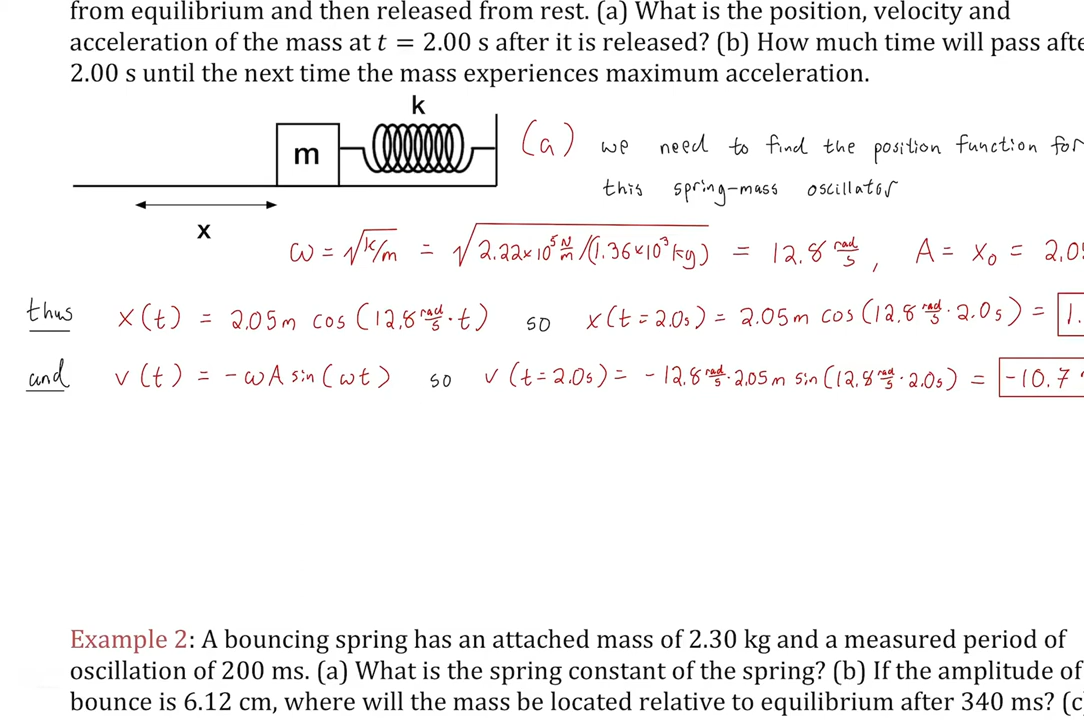 from equilibrium and then released from rest. (a) What is the position, velocity and
acceleration of the mass at t = 2.00 s after it is released? (b) How much time will pass afte
2.00 s until the next time the mass experiences maximum acceleration.
k
m
x
(a) we need to find the position function for
this spring-mass oscillator
ω = √k/m = √2.22×10⁵ N/m /(1.36×10³ kg) = 12.8 rad/s, A = x₀ = 2.0
thus x(t) = 2.05m cos(12.8 rad/s · t) so x(t=2.0s) = 2.05m cos(12.8 rad/s · 2.0s) = 1.
and v(t) = -ωA sin(ωt) so v(t=2.0s) = -12.8 rad/s · 2.05m sin(12.8 rad/s · 2.0s) = -10.7
Example 2: A bouncing spring has an attached mass of 2.30 kg and a measured period of
oscillation of 200 ms. (a) What is the spring constant of the spring? (b) If the amplitude of
bounce is 6.12 cm, where will the mass be located relative to equilibrium after 340 ms? (c